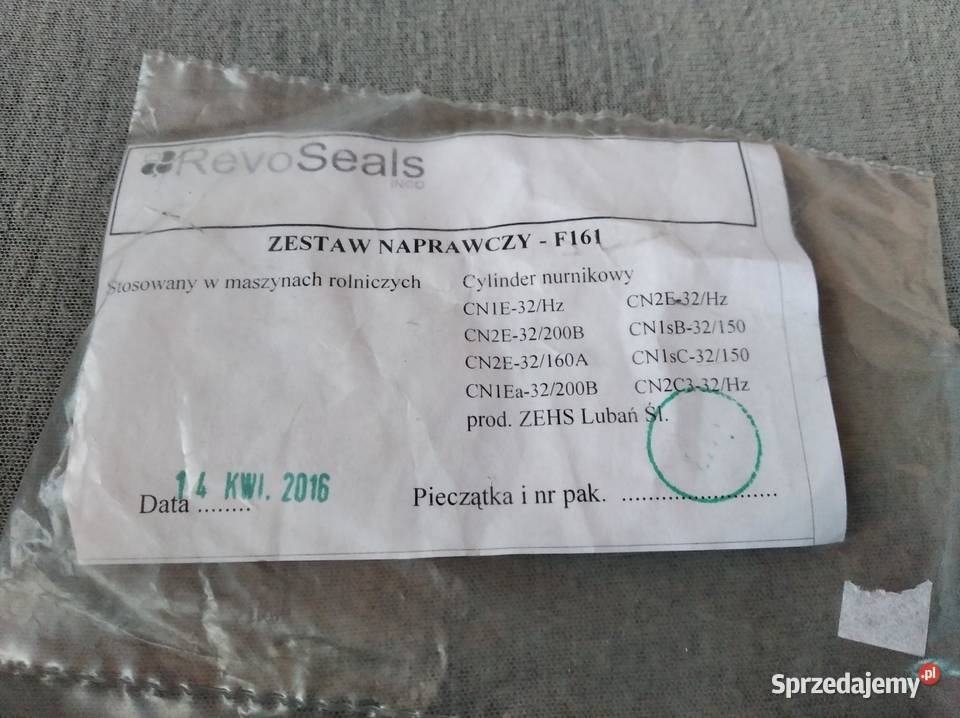 RevoSeals
INCO
ZESTAW NAPRAWCZY - F161
Stosowany w maszynach rolniczych
Cylinder nurnikowy
CN1E-32/Hz CN2E-32/Hz
CN2E-32/200B CN1sB-32/150
CN2E-32/160A CN1sC-32/150
CN1Ea-32/200B CN2C3-32/Hz
prod. ZEHS Lubań Śl.
Data ........ 14 KWI. 2016
Pieczątka i nr pak. ........................
Sprzedajemy.pl